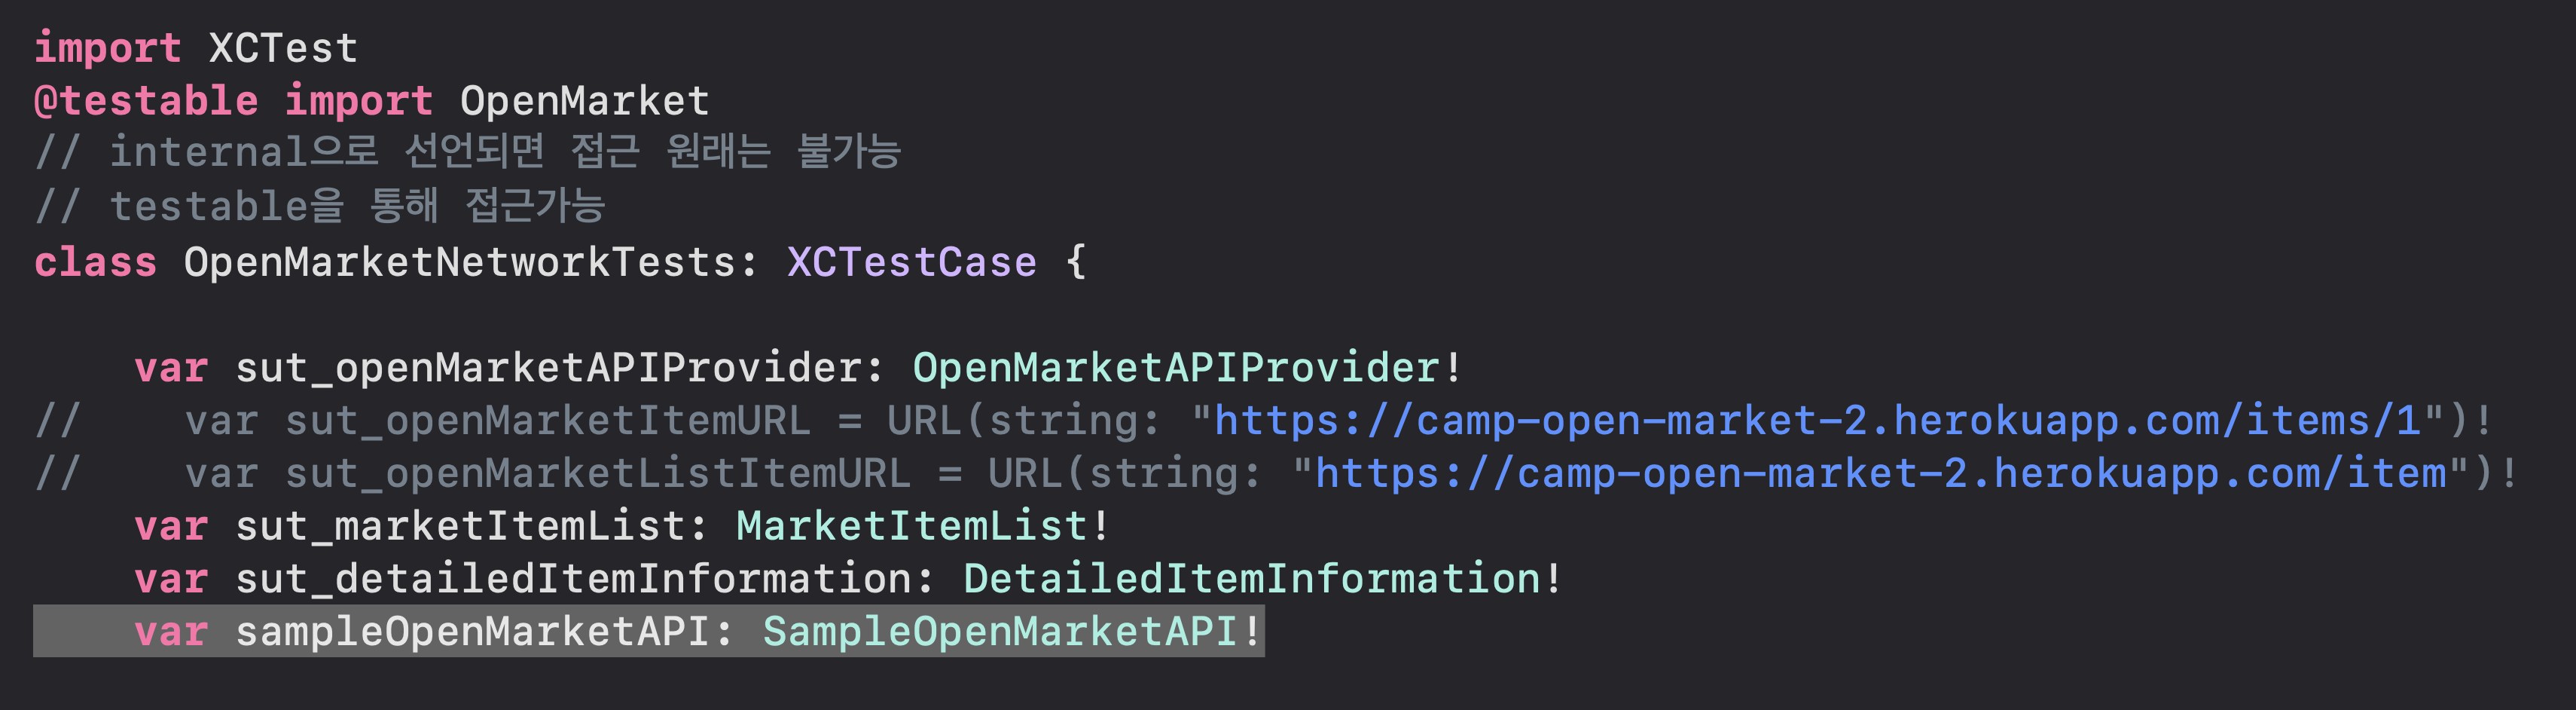 import XCTest
@testable import OpenMarket
// internal으로 선언되면 접근 원래는 불가능
// testable을 통해 접근가능
class OpenMarketNetworkTests: XCTestCase {
    var sut_openMarketAPIProvider: OpenMarketAPIProvider!
//    var sut_openMarketItemURL = URL(string: "https://camp-open-market-2.herokuapp.com/items/1")!
//    var sut_openMarketListItemURL = URL(string: "https://camp-open-market-2.herokuapp.com/item")!
    var sut_marketItemList: MarketItemList!
    var sut_detailedItemInformation: DetailedItemInformation!
    var sampleOpenMarketAPI: SampleOpenMarketAPI!